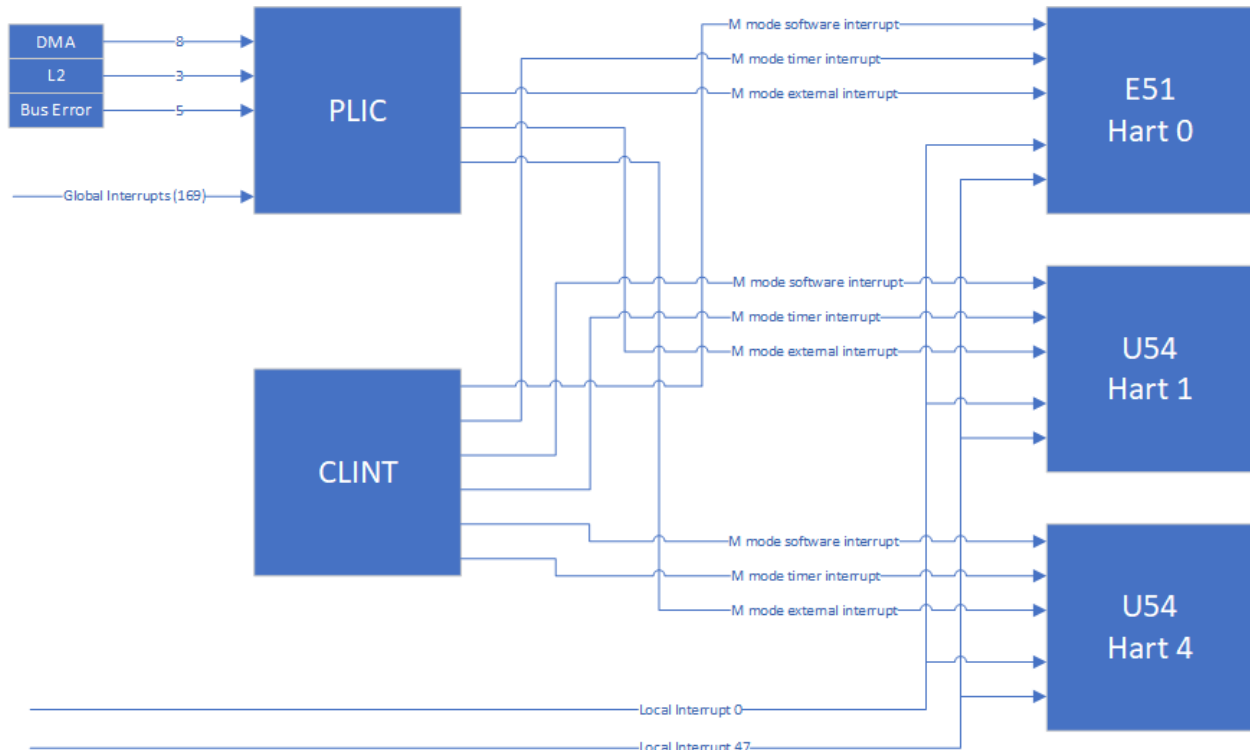 DMA
8
L2
3
Bus Error
5
PLIC
Global Interrupts (169)
M mode software interrupt
M mode timer interrupt
M mode external interrupt
E51
Hart 0
M mode software interrupt
M mode timer interrupt
M mode external interrupt
U54
Hart 1
CLINT
M mode software interrupt
M mode timer interrupt
M mode external interrupt
U54
Hart 4
Local Interrupt 0
Local Interrupt 47